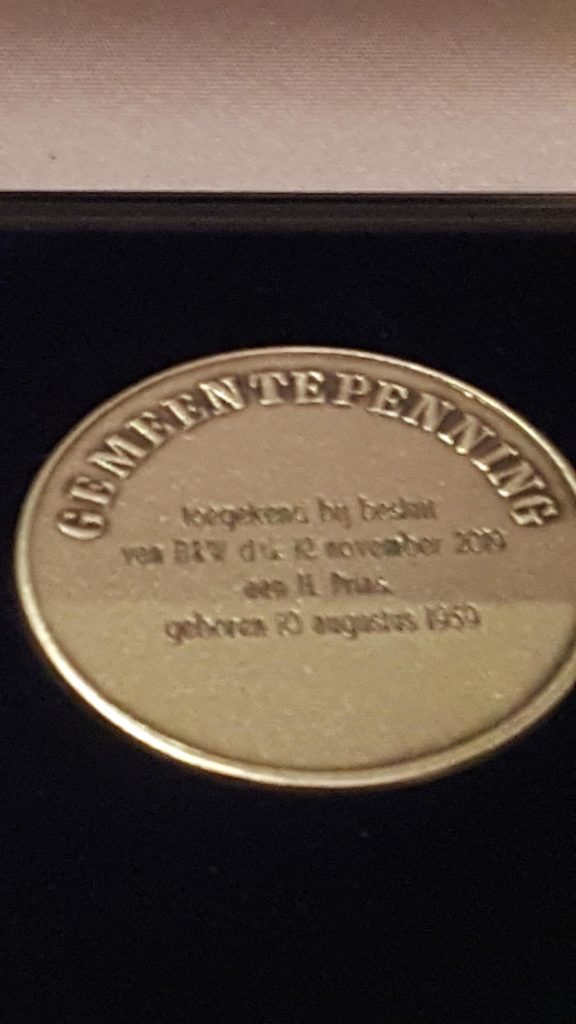 GEMEENTEPENNING
toegekend bij besluit
van B&W d.d. 12 november 2019
aan H. Prins
geboren 10 augustus 1959